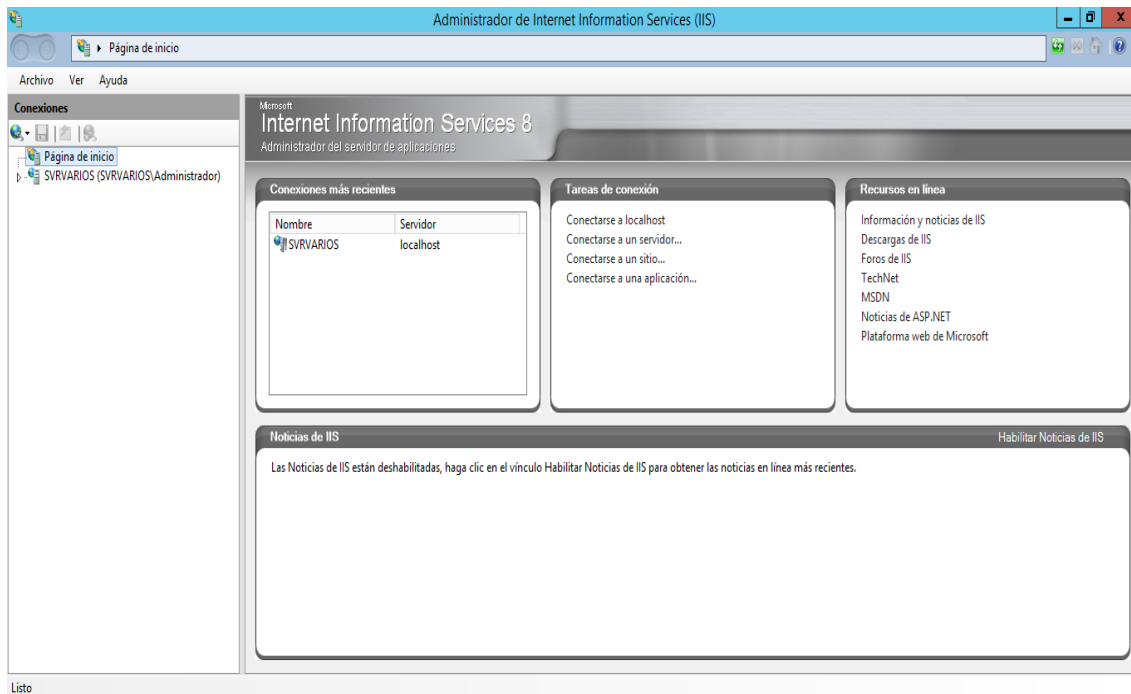 Administrador de Internet Information Services (IIS)
Página de inicio
Archivo Ver Ayuda
Conexiones
Página de inicio
SVRVARIOS (SVRVARIOS\Administrador)
Microsoft
Internet Information Services 8
Administrador del servidor de aplicaciones
Conexiones más recientes
Nombre Servidor
SVRVARIOS localhost
Tareas de conexión
Conectarse a localhost
Conectarse a un servidor...
Conectarse a un sitio...
Conectarse a una aplicación...
Recursos en línea
Información y noticias de IIS
Descargas de IIS
Foros de IIS
TechNet
MSDN
Noticias de ASP.NET
Plataforma web de Microsoft
Noticias de IIS Habilitar Noticias de IIS
Las Noticias de IIS están deshabilitadas, haga clic en el vínculo Habilitar Noticias de IIS para obtener las noticias en línea más recientes.
Listo